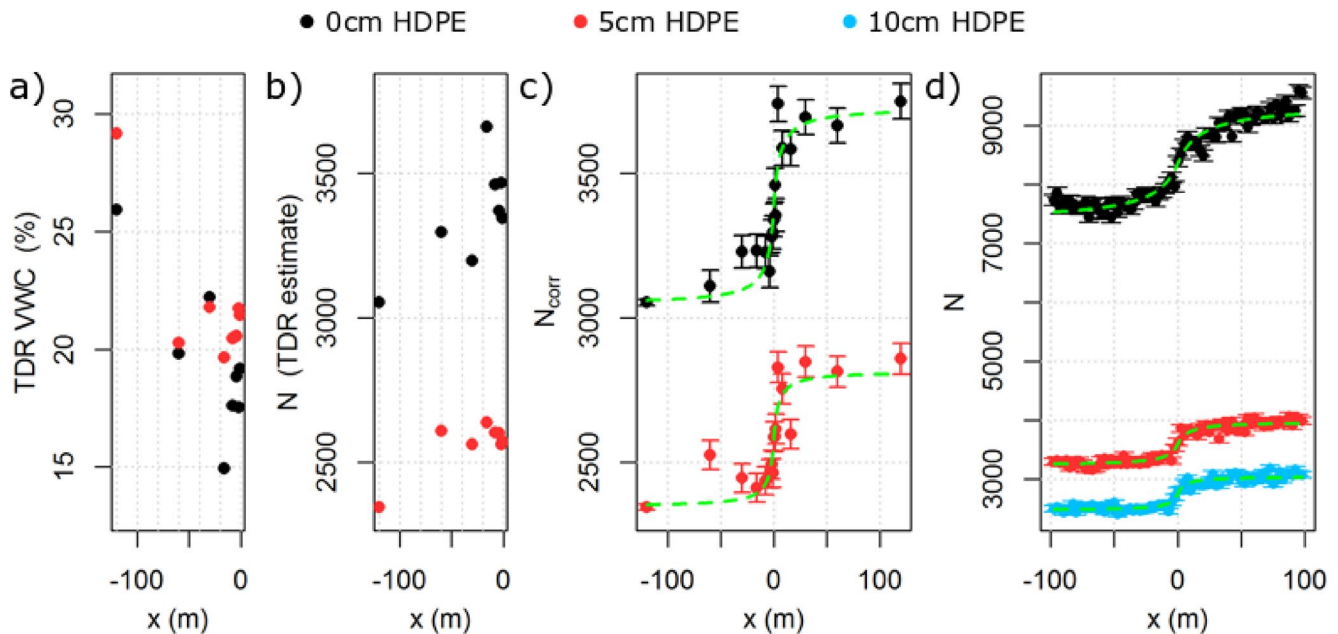 0cm HDPE 5cm HDPE 10cm HDPE
a) b) c) d)
TDR VWC (%)
15 20 25 30
-100 0
x (m)
N (TDR estimate)
2500 3000 3500
-100 0
x (m)
Ncorr
2500 3000 3500
-100 0 100
x (m)
N
3000 5000 7000 9000
-100 0 100
x (m)